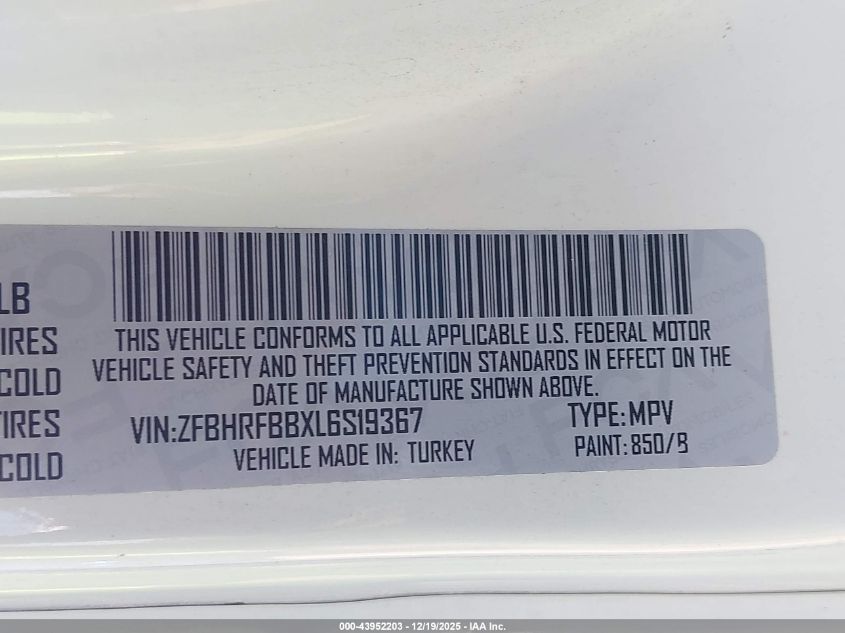 LB
IRES
COLD
TIRES
COLD
THIS VEHICLE CONFORMS TO ALL APPLICABLE U.S. FEDERAL MOTOR
VEHICLE SAFETY AND THEFT PREVENTION STANDARDS IN EFFECT ON THE
DATE OF MANUFACTURE SHOWN ABOVE.
VIN:ZFBHRFBBXL6S19367 TYPE:MPV
VEHICLE MADE IN: TURKEY PAINT: 850/B
000-43952203 - 12/19/2025 - IAA Inc.